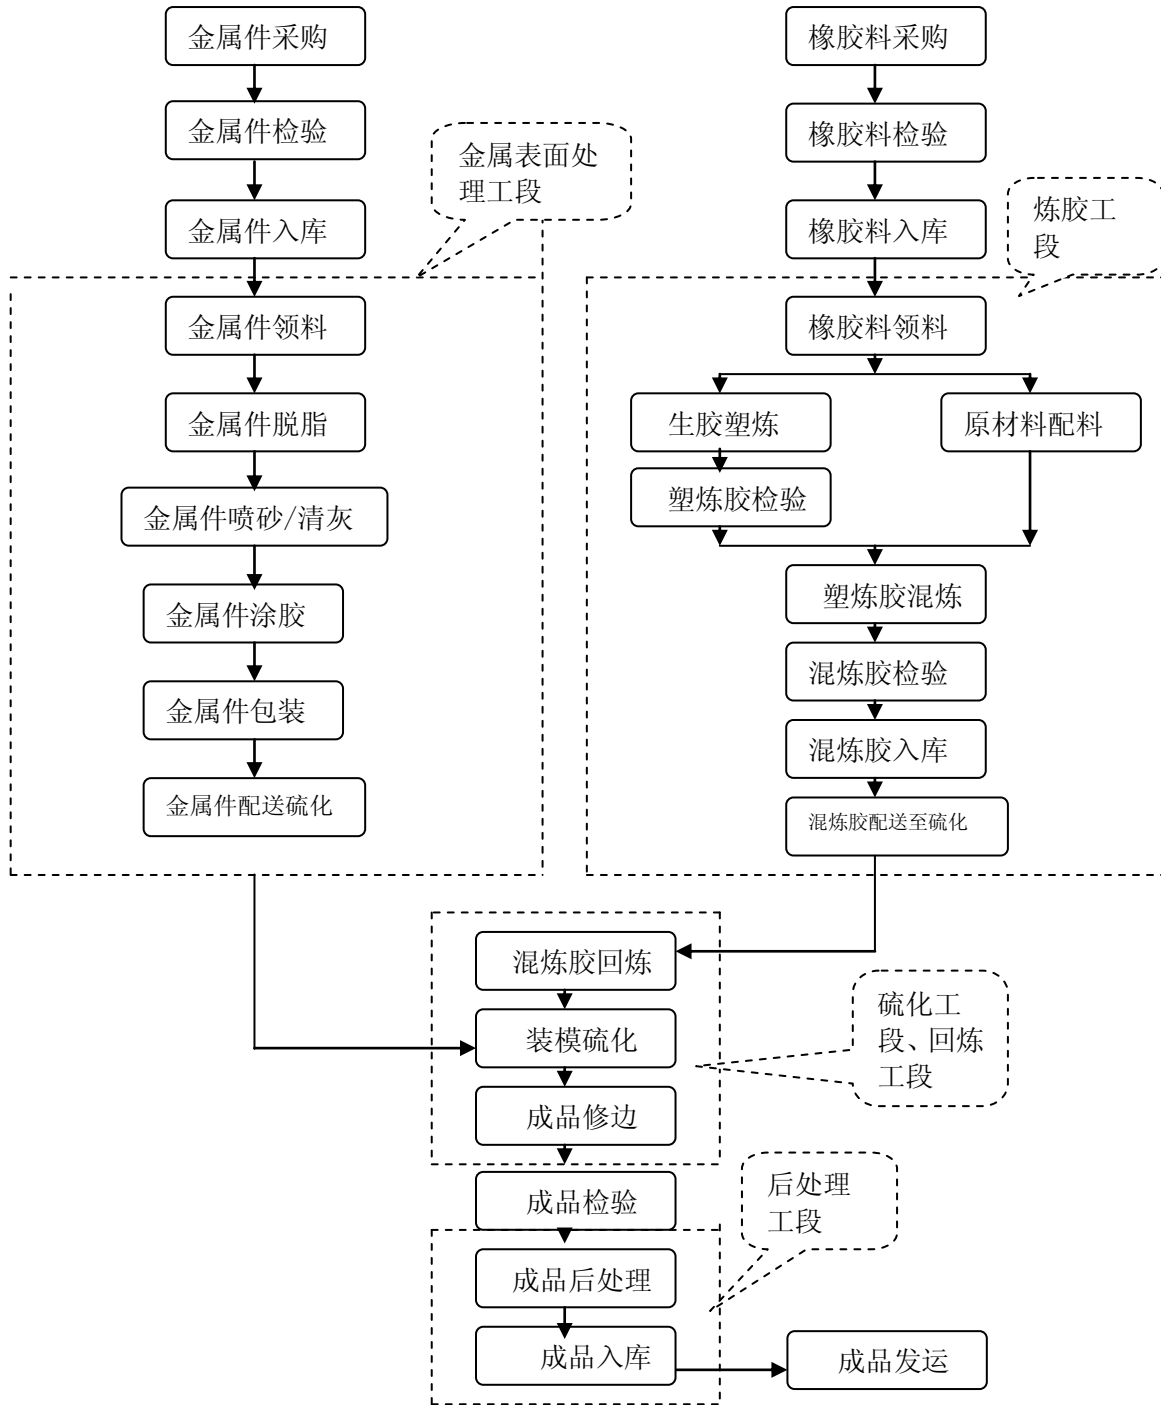 金属件采购
橡胶料采购
金属件检验
橡胶料检验
金属表面处
理工段
金属件入库
橡胶料入库
炼胶工
段
金属件领料
橡胶料领料
金属件脱脂
生胶塑炼
原材料配料
金属件喷砂/清灰
塑炼胶检验
金属件涂胶
塑炼胶混炼
金属件包装
混炼胶检验
混炼胶入库
金属件配送硫化
混炼胶配送至硫化
混炼胶回炼
装模硫化
硫化工
段、回炼
工段
成品修边
成品检验
后处理
工段
成品后处理
成品入库
成品发运